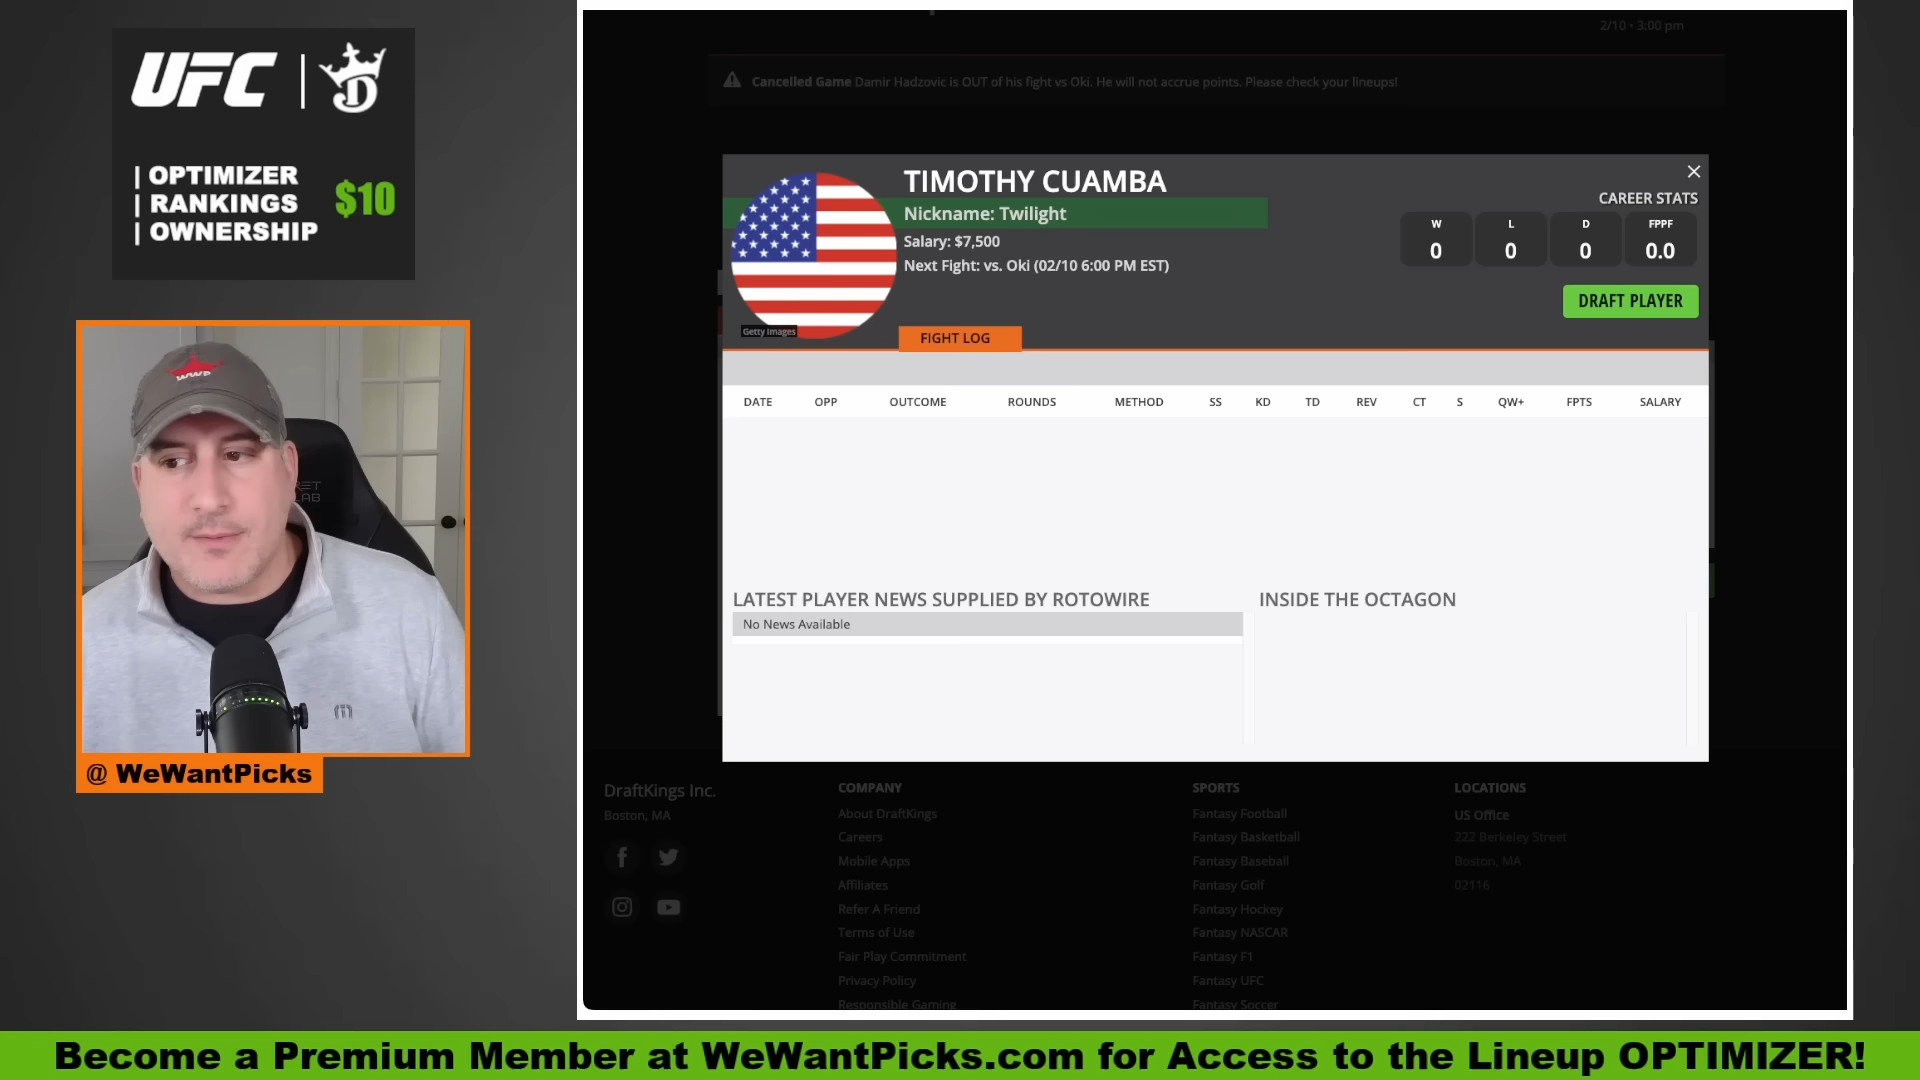 UFC
| OPTIMIZER
| RANKINGS
| OWNERSHIP
$10
@ WeWantPicks
2/10 • 3:00 pm
Cancelled Game Damir Hadzovic is OUT of his fight vs Oki. He will not accrue points. Please check your lineups!
TIMOTHY CUAMBA
Nickname: Twilight
Salary: $7,500
Next Fight: vs. Oki (02/10 6:00 PM EST)
Getty Images
CAREER STATS
W L D FPPF
0 0 0 0.0
DRAFT PLAYER
FIGHT LOG
DATE OPP OUTCOME ROUNDS METHOD SS KD TD REV CT S QW+ FPTS SALARY
LATEST PLAYER NEWS SUPPLIED BY ROTOWIRE
No News Available
INSIDE THE OCTAGON
DraftKings Inc.
Boston, MA
COMPANY
About DraftKings
Careers
Mobile Apps
Affiliates
Refer A Friend
Terms of Use
Fair Play Commitment
Privacy Policy
Responsible Gaming
SPORTS
Fantasy Football
Fantasy Basketball
Fantasy Baseball
Fantasy Golf
Fantasy Hockey
Fantasy NASCAR
Fantasy F1
Fantasy UFC
Fantasy Soccer
LOCATIONS
US Office
222 Berkeley Street
Boston, MA
02116
Become a Premium Member at WeWantPicks.com for Access to the Lineup OPTIMIZER!